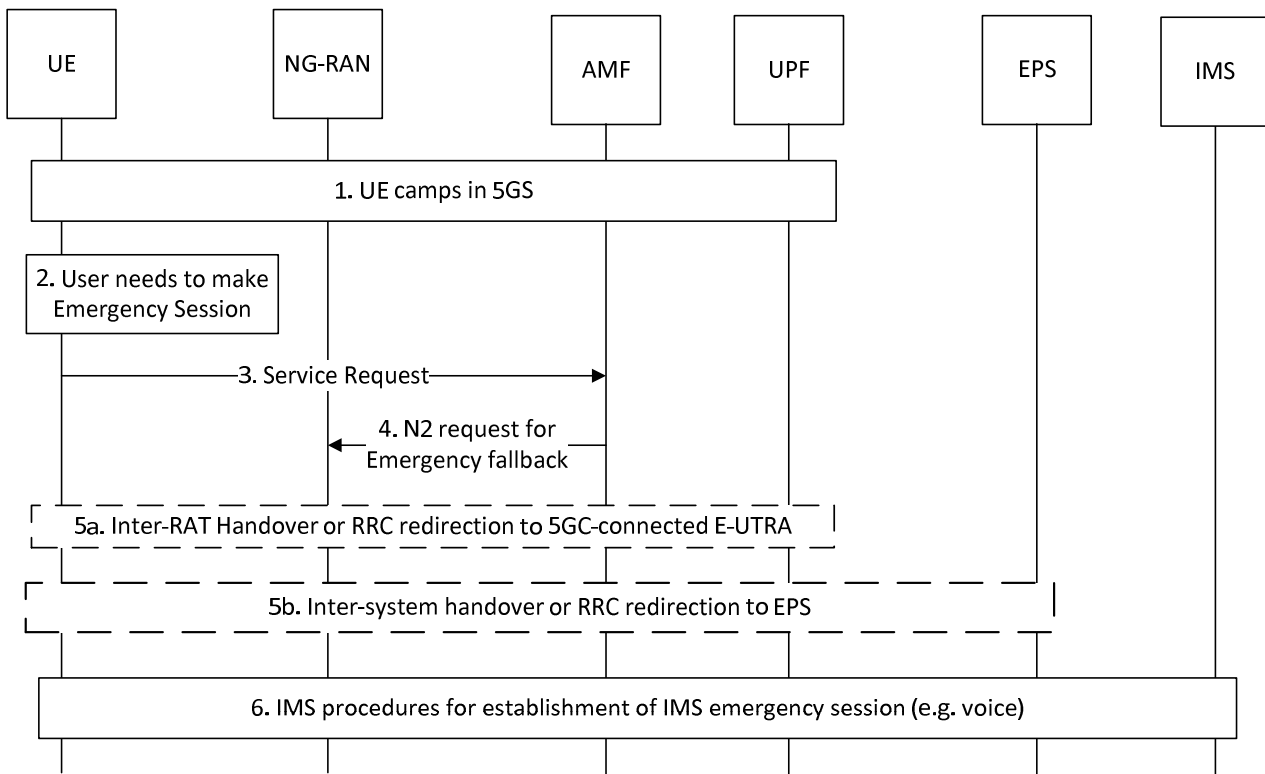 UE
NG-RAN
AMF
UPF
EPS
IMS
1. UE camps in 5GS
2. User needs to make
Emergency Session
3. Service Request
4. N2 request for
Emergency fallback
5a. Inter-RAT Handover or RRC redirection to 5GC-connected E-UTRA
5b. Inter-system handover or RRC redirection to EPS
6. IMS procedures for establishment of IMS emergency session (e.g. voice)